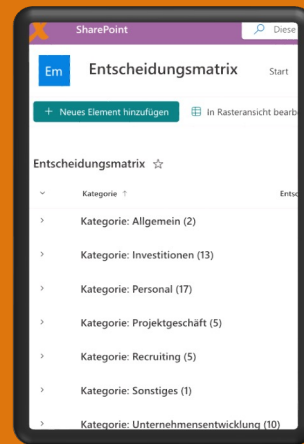 SharePoint
Diese
Em
Entscheidungsmatrix
Start
+ Neues Element hinzufügen
In Rasteransicht bearb
Entscheidungsmatrix
Kategorie ↑
Entsc
Kategorie: Allgemein (2)
Kategorie: Investitionen (13)
Kategorie: Personal (17)
Kategorie: Projektgeschäft (5)
Kategorie: Recruiting (5)
Kategorie: Sonstiges (1)
Kategorie: Unternehmensentwicklung (10)